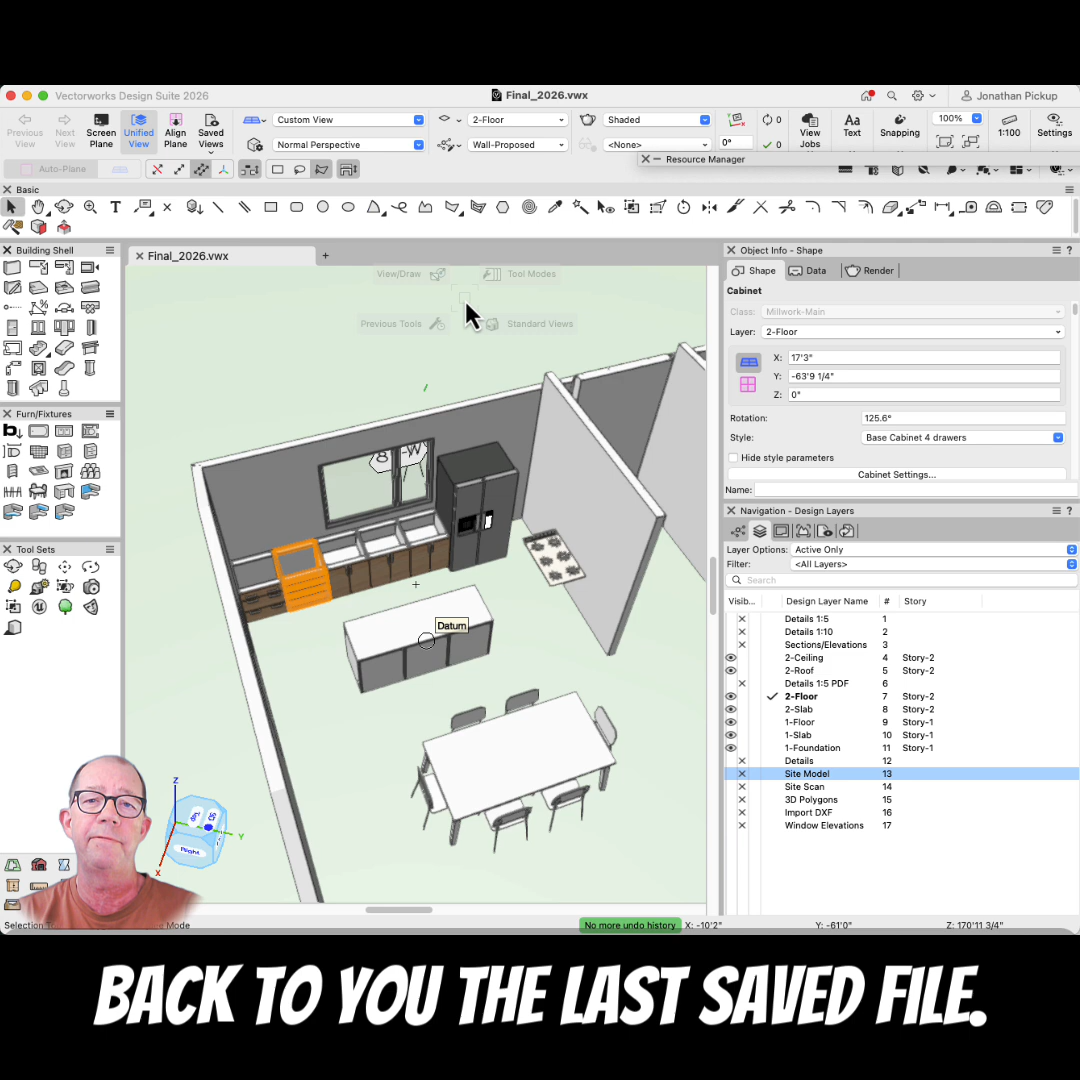 Vectorworks Design Suite 2026
Final_2026.vwx
Jonathan Pickup
Previous View
Next View
Screen Plane
Unified View
Align Plane
Saved Views
Custom View
2-Floor
Shaded
0
View Jobs
Text
Snapping
100%
1:100
Settings
Normal Perspective
Wall-Proposed
<None>
0°
0
Auto-Plane
Resource Manager
Basic
Building Shell
Final_2026.vwx
View/Draw
Tool Modes
Previous Tools
Standard Views
Object Info - Shape
Shape
Data
Render
Cabinet
Class: Millwork-Main
Layer: 2-Floor
X: 17'3"
Y: -63'9 1/4"
Z: 0"
Rotation: 125.6°
Style: Base Cabinet 4 drawers
Hide style parameters
Cabinet Settings...
Name:
Furn/Fixtures
Tool Sets
8
W
Datum
Navigation - Design Layers
Layer Options: Active Only
Filter: <All Layers>
Search
Visib... Design Layer Name # Story
Details 1:5 1
Details 1:10 2
Sections/Elevations 3
2-Ceiling 4 Story-2
2-Roof 5 Story-2
Details 1:5 PDF 6
2-Floor 7 Story-2
2-Slab 8 Story-2
1-Floor 9 Story-1
1-Slab 10 Story-1
1-Foundation 11 Story-1
Details 12
Site Model 13
Site Scan 14
3D Polygons 15
Import DXF 16
Window Elevations 17
Z
Y
X
Right
Selection
Mode
No more undo history
X: -10'2"
Y: -61'0"
Z: 170'11 3/4"
BACK TO YOU THE LAST SAVED FILE.